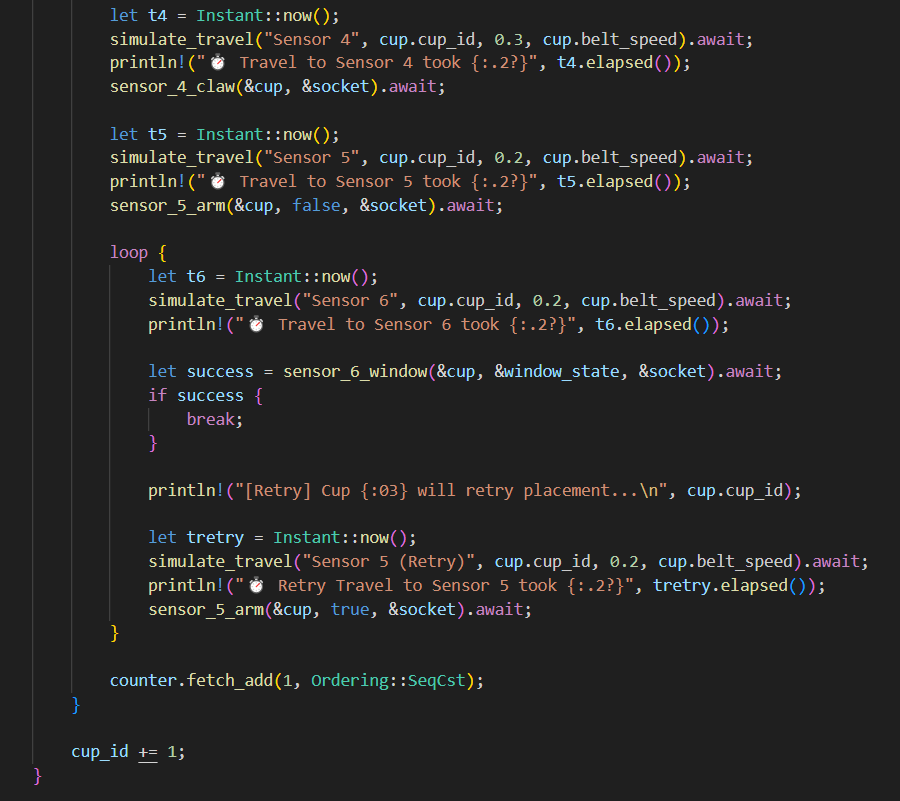 let t4 = Instant::now();
simulate_travel("Sensor 4", cup.cup_id, 0.3, cup.belt_speed).await;
println!("⏱ Travel to Sensor 4 took {:.2?}", t4.elapsed());
sensor_4_claw(&cup, &socket).await;
let t5 = Instant::now();
simulate_travel("Sensor 5", cup.cup_id, 0.2, cup.belt_speed).await;
println!("⏱ Travel to Sensor 5 took {:.2?}", t5.elapsed());
sensor_5_arm(&cup, false, &socket).await;
loop {
let t6 = Instant::now();
simulate_travel("Sensor 6", cup.cup_id, 0.2, cup.belt_speed).await;
println!("⏱ Travel to Sensor 6 took {:.2?}", t6.elapsed());
let success = sensor_6_window(&cup, &window_state, &socket).await;
if success {
break;
}
println!("[Retry] Cup {:03} will retry placement...\n", cup.cup_id);
let tretry = Instant::now();
simulate_travel("Sensor 5 (Retry)", cup.cup_id, 0.2, cup.belt_speed).await;
println!("⏱ Retry Travel to Sensor 5 took {:.2?}", tretry.elapsed());
sensor_5_arm(&cup, true, &socket).await;
}
counter.fetch_add(1, Ordering::SeqCst);
}
cup_id += 1;
}